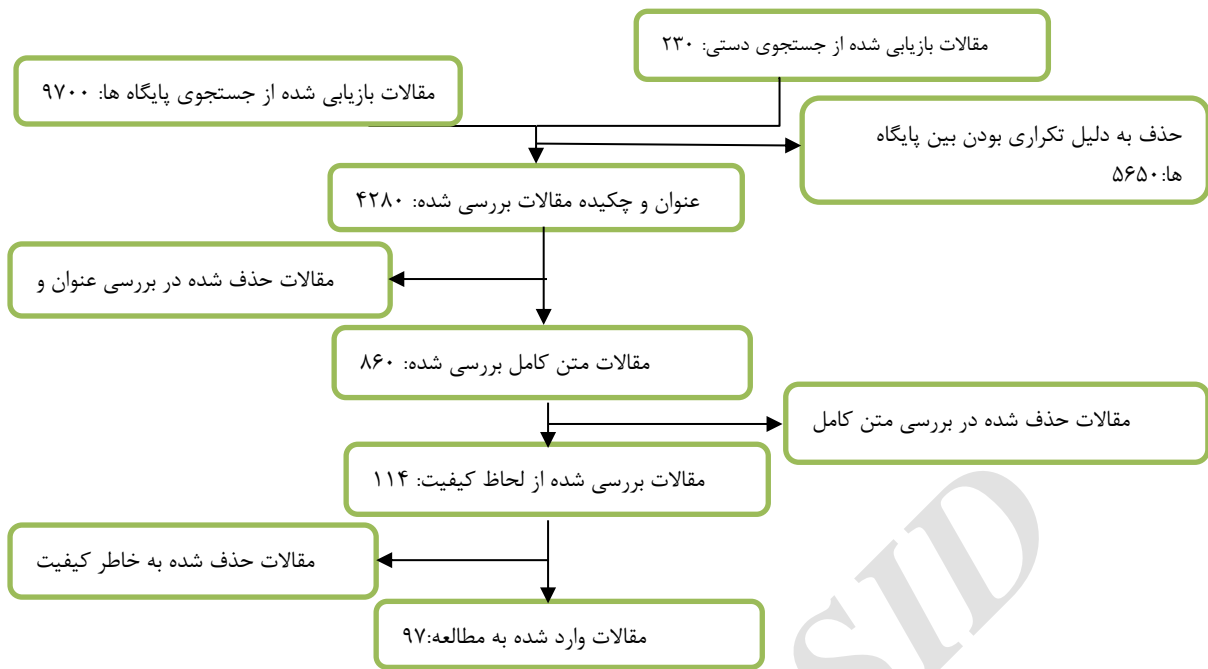 مقالات بازیابی شده از جستجوی دستی: ۲۳۰
مقالات بازیابی شده از جستجوی پایگاه ها: ۹۷۰۰
حذف به دلیل تکراری بودن بین پایگاه
ها:۵۶۵۰
عنوان و چکیده مقالات بررسی شده: ۴۲۸۰
مقالات حذف شده در بررسی عنوان و
مقالات متن کامل بررسی شده: ۸۶۰
مقالات حذف شده در بررسی متن کامل
مقالات بررسی شده از لحاظ کیفیت: ۱۱۴
مقالات حذف شده به خاطر کیفیت
مقالات وارد شده به مطالعه:۹۷
SID